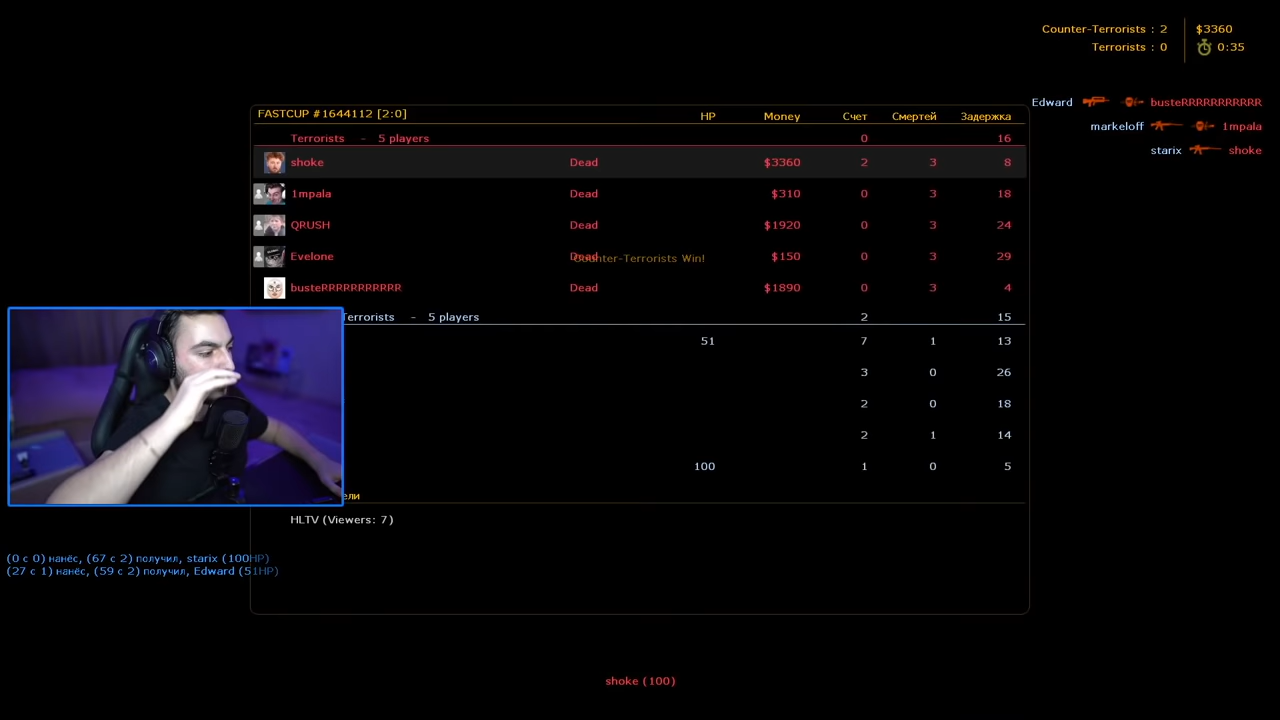 Counter-Terrorists : 2 $3360
Terrorists : 0 0:35
Edward busteRRRRRRRRRRR
markeloff 1mpala
starix shoke
FASTCUP #1644112 [2:0] HP Money Счет Смертей Задержка
Terrorists - 5 players 0 16
shoke Dead $3360 2 3 8
1mpala Dead $310 0 3 18
QRUSH Dead $1920 0 3 24
Evelone Dead $150 0 3 29
Counter-Terrorists Win!
busteRRRRRRRRRRR Dead $1890 0 3 4
Terrorists - 5 players 2 15
51 7 1 13
3 0 26
2 0 18
2 1 14
100 1 0 5
ели
HLTV (Viewers: 7)
(0 с 0) нанёс, (67 с 2) получил, starix (100HP)
(27 с 1) нанёс, (59 с 2) получил, Edward (51HP)
shoke (100)